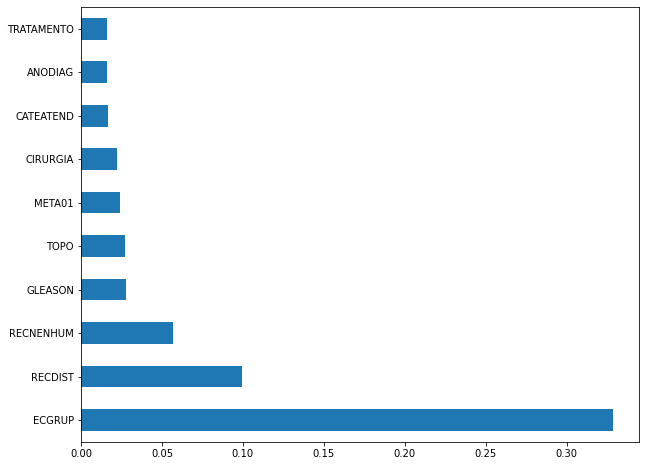 TRATAMENTO
ANODIAG
CATEATEND
CIRURGIA
META01
TOPO
GLEASON
RECNENHUM
RECDIST
ECGRUP
0.00 0.05 0.10 0.15 0.20 0.25 0.30